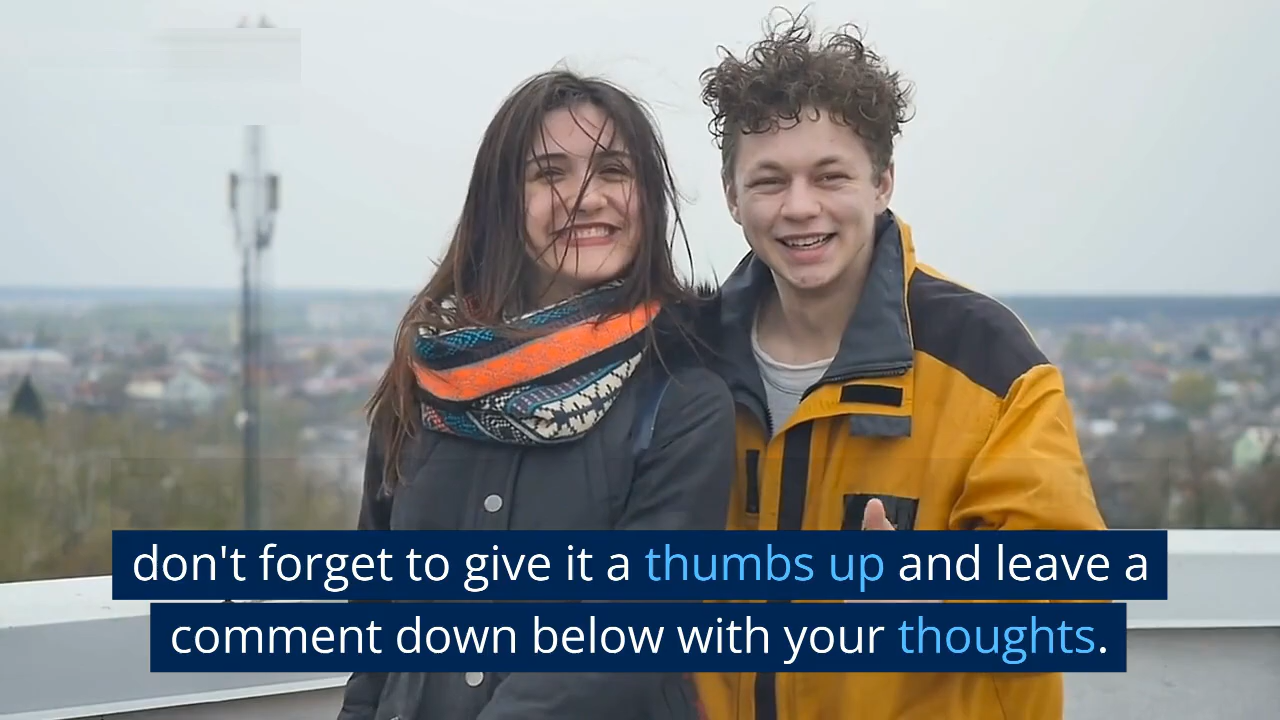 don't forget to give it a thumbs up and leave a
comment down below with your thoughts.